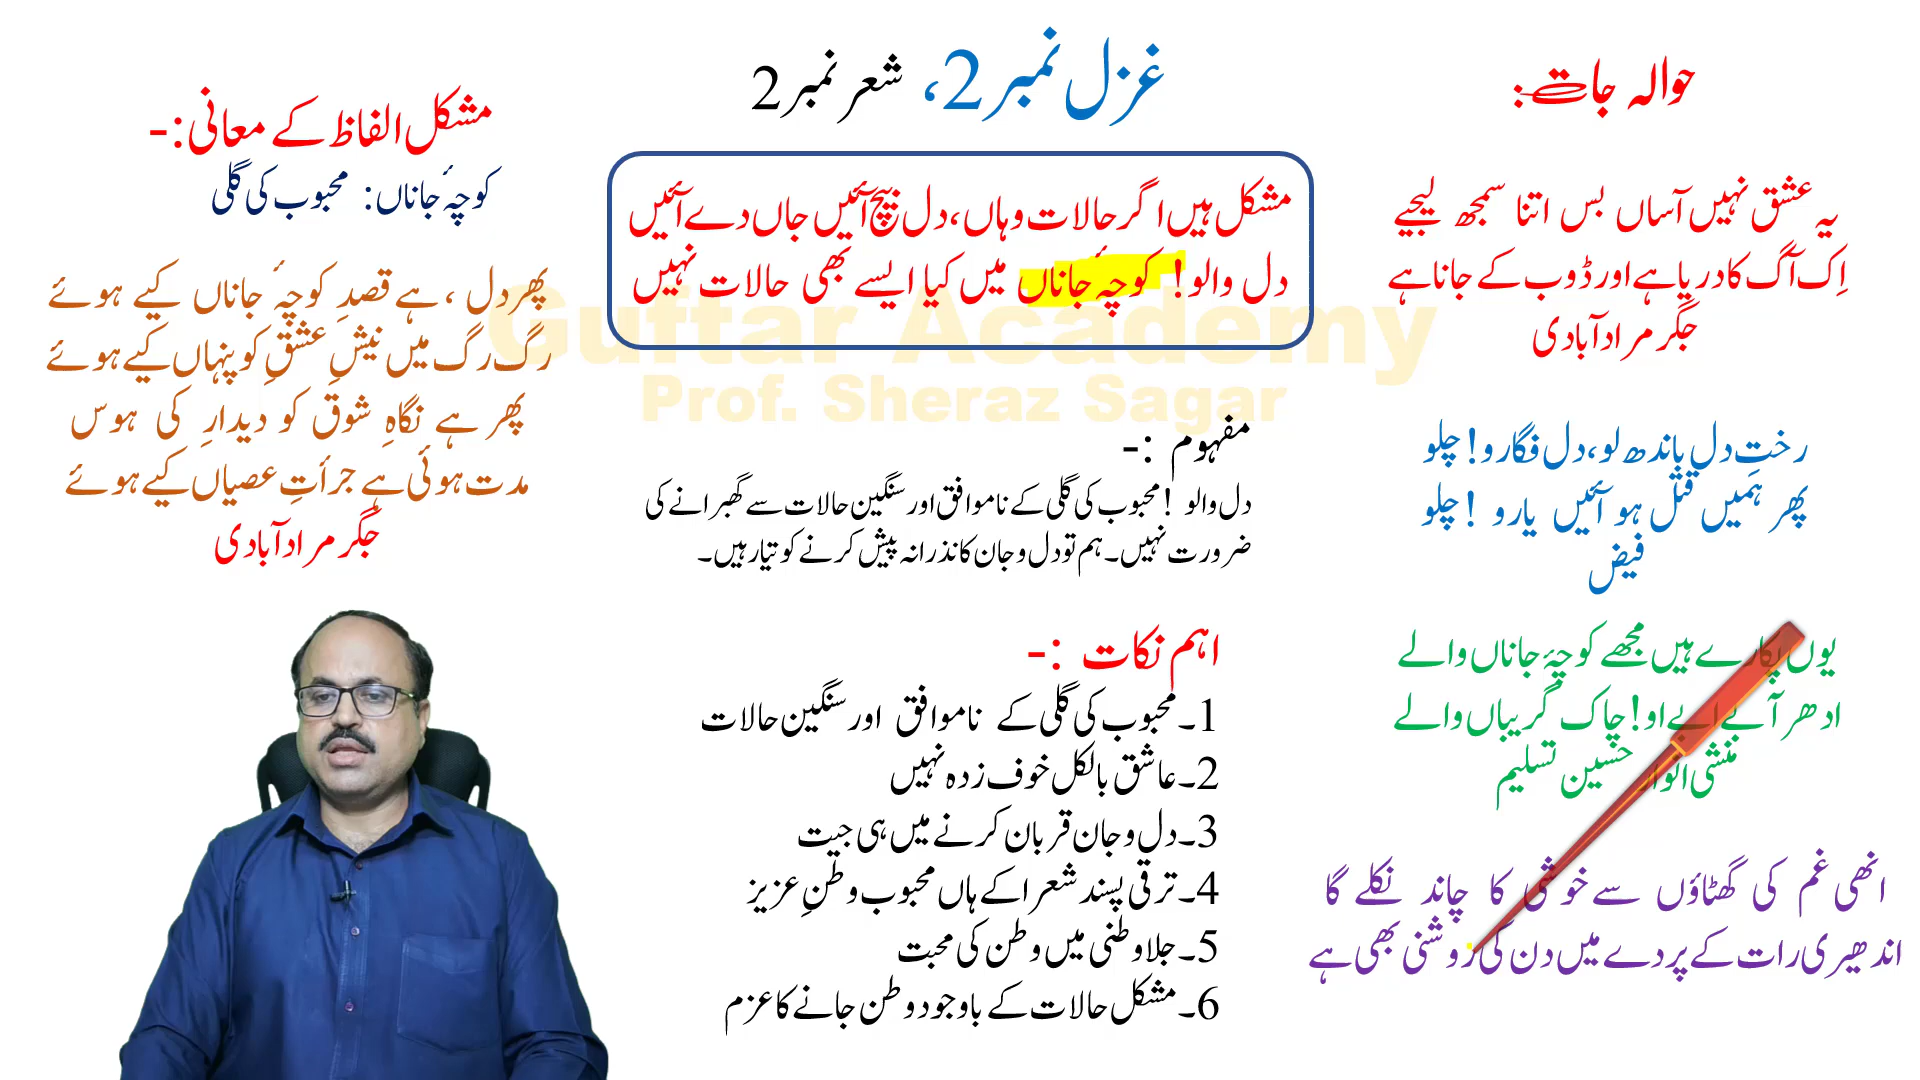 غزل نمبر 2، شعر نمبر 2
حوالہ جات:
یہ عشق نہیں آساں بس اتنا سمجھ لیجیے
اِک آگ کا دریا ہے اور ڈوب کے جانا ہے
جگر مراد آبادی
رختِ دل باندھ لو، دل فگارو! چلو
پھر ہمیں قتل ہو آئیں یارو ! چلو
فیض
یوں پکارے ہیں مجھے کوچۂ جاناں والے
ادھر آ بے ابے او! چاک گریباں والے
منشی انوار حسین تسلیم
انھی غم کی گھٹاؤں سے خوشی کا چاند نکلے گا
اندھیری رات کے پردے میں دن کی روشنی بھی ہے
مشکل ہیں اگر حالات وہاں، دل بیچ آئیں جاں دے آئیں
دل والو! کوچۂ جاناں میں کیا ایسے بھی حالات نہیں
Guftar Academy
Prof. Sheraz Sagar
مفہوم :-
دل والو ! محبوب کی گلی کے ناموافق اور سنگین حالات سے گھبرانے کی
ضرورت نہیں۔ ہم تو دل و جان کا نذرانہ پیش کرنے کو تیار ہیں۔
اہم نکات :-
1۔ محبوب کی گلی کے ناموافق اور سنگین حالات
2۔ عاشق بالکل خوف زدہ نہیں
3۔ دل و جان قربان کرنے میں ہی جیت
4۔ ترقی پسند شعرا کے ہاں محبوب وطنِ عزیز
5۔ جلاوطنی میں وطن کی محبت
6۔ مشکل حالات کے باوجود وطن جانے کا عزم
مشکل الفاظ کے معانی:-
کوچۂ جاناں: محبوب کی گلی
پھر دل ، ہے قصدِ کوچۂ جاناں کیے ہوئے
رگ رگ میں نیشِ عشقِ کو پنہاں کیے ہوئے
پھر ہے نگاہِ شوق کو دیدارِ کی ہوس
مدت ہوئی ہے جرأتِ عصیاں کیے ہوئے
جگر مراد آبادی